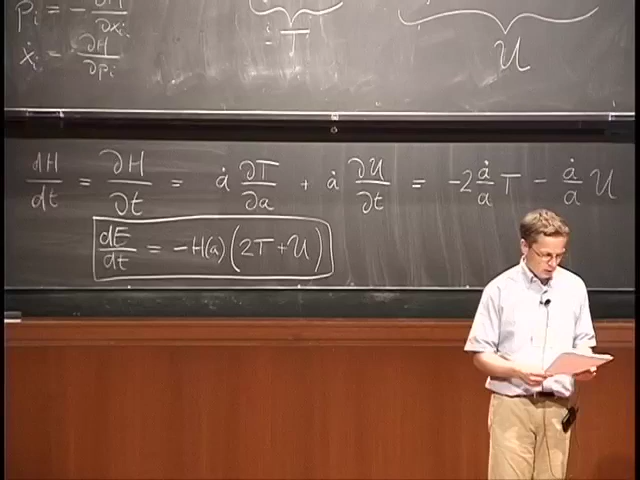 ṗᵢ = - ∂H/∂xᵢ
ẋᵢ = ∂H/∂pᵢ
T
U
dH/dt = ∂H/∂t = ȧ ∂T/∂a + ȧ ∂U/∂t = -2 ȧ/a T - ȧ/a U
dE/dt = -H(a) (2T + U)